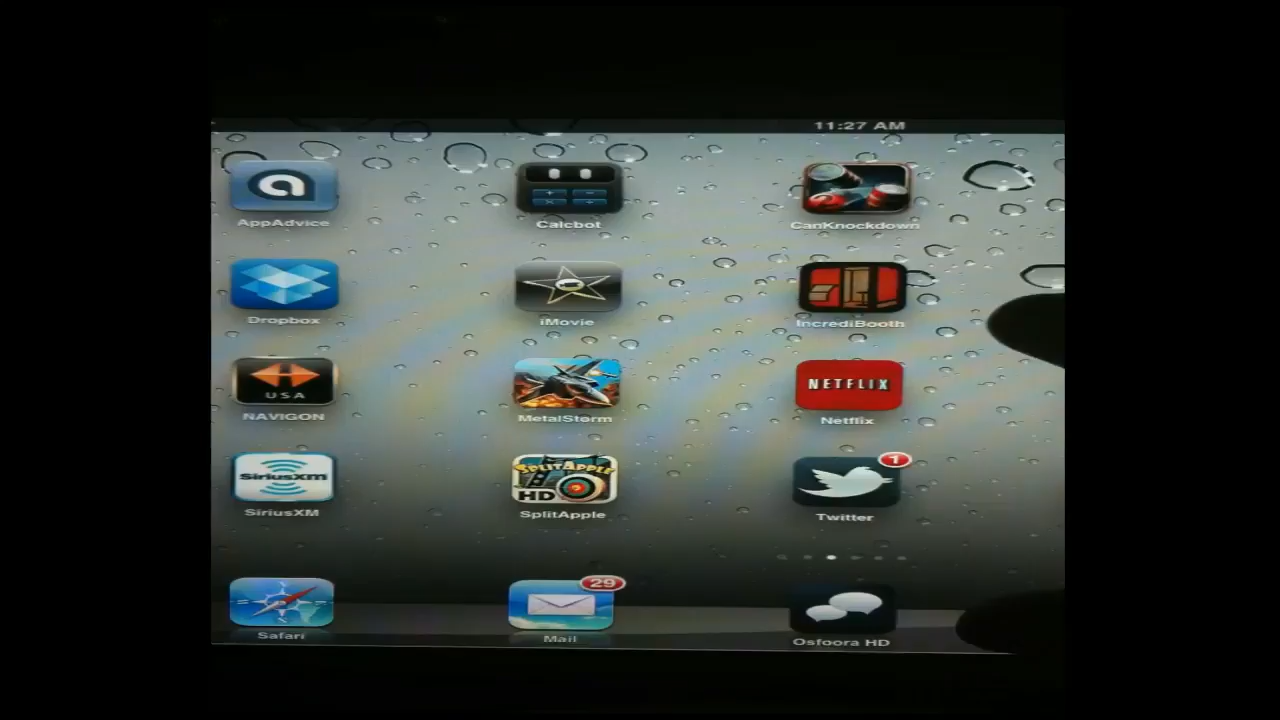 11:27 AM
AppAdvice
Calcbot
CanKnockdown
Dropbox
iMovie
IncrediBooth
USA
NAVIGON
MetalStorm
NETFLIX
Netflix
SiriusXM
SiriusXM
SPLITAPPLE
HD
SplitApple
1
Twitter
Safari
29
Mail
Osfoora HD